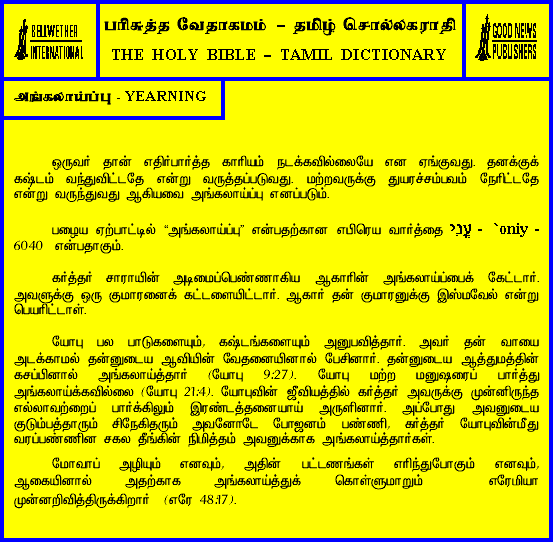 BELLWETHER
INTERNATIONAL
பரிசுத்த வேதாகமம் – தமிழ் சொல்லகராதி
THE HOLY BIBLE – TAMIL DICTIONARY
GOOD NEWS
PUBLISHERS
அங்கலாய்ப்பு - YEARNING
ஒருவர் தான் எதிர்பார்த்த காரியம் நடக்கவில்லையே என ஏங்குவது. தனக்குக்
கஷ்டம் வந்துவிட்டதே என்று வருத்தப்படுவது. மற்றவருக்கு துயரச்சம்பவம் நேரிட்டதே
என்று வருந்துவது ஆகியவை அங்கலாய்ப்பு எனப்படும்.
பழைய ஏற்பாட்டில் “அங்கலாய்ப்பு” என்பதற்கான எபிரெய வார்த்தை עֳנִי - `oniy -
6040 என்பதாகும்.
கர்த்தர் சாராயின் அடிமைப்பெண்ணாகிய ஆகாரின் அங்கலாய்ப்பைக் கேட்டார்.
அவளுக்கு ஒரு குமாரனைக் கட்டளையிட்டார். ஆகார் தன் குமாரனுக்கு இஸ்மவேல் என்று
பெயரிட்டாள்.
யோபு பல பாடுகளையும், கஷ்டங்களையும் அனுபவித்தார். அவர் தன் வாயை
அடக்காமல் தன்னுடைய ஆவியின் வேதனையினால் பேசினார். தன்னுடைய ஆத்துமத்தின்
கசப்பினால் அங்கலாய்த்தார் (யோபு 9:27). யோபு மற்ற மனுஷரைப் பார்த்து
அங்கலாய்க்கவில்லை (யோபு 21:4). யோபுவின் ஜீவியத்தில் கர்த்தர் அவருக்கு முன்னிருந்த
எல்லாவற்றைப் பார்க்கிலும் இரண்டத்தனையாய் அருளினார். அப்போது அவனுடைய
குடும்பத்தாரும் சிநேகிதரும் அவனோடே போஜனம் பண்ணி, கர்த்தர் யோபுவின்மீது
வரப்பண்ணின சகல தீங்கின் நிமித்தம் அவனுக்காக அங்கலாய்த்தார்கள்.
மோவாப் அழியும் எனவும், அதின் பட்டணங்கள் எரிந்துபோகும் எனவும்,
ஆகையினால் அதற்காக அங்கலாய்த்துக் கொள்ளுமாறும் எரேமியா
முன்னறிவித்திருக்கிறார் (எரே 48:17).